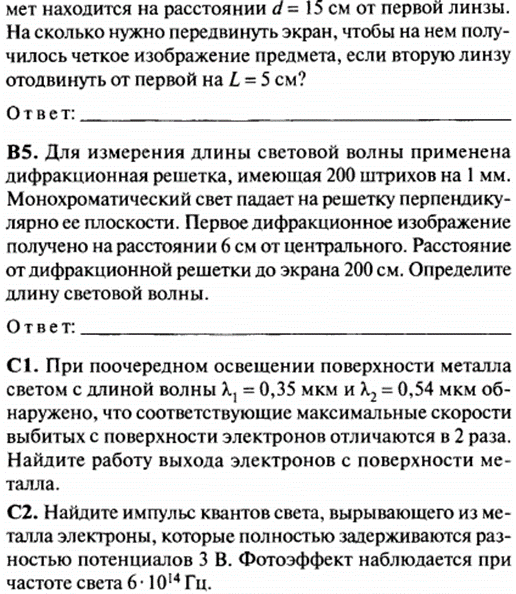 мет находится на расстоянии d = 15 см от первой линзы.
На сколько нужно передвинуть экран, чтобы на нем полу-
чилось четкое изображение предмета, если вторую линзу
отодвинуть от первой на L = 5 см?
Ответ:
В5. Для измерения длины световой волны применена
дифракционная решетка, имеющая 200 штрихов на 1 мм.
Монохроматический свет падает на решетку перпендику-
лярно ее плоскости. Первое дифракционное изображение
получено на расстоянии 6 см от центрального. Расстояние
от дифракционной решетки до экрана 200 см. Определите
длину световой волны.
Ответ:
С1. При поочередном освещении поверхности металла
светом с длиной волны λ₁ = 0,35 мкм и λ₂ = 0,54 мкм об-
наружено, что соответствующие максимальные скорости
выбитых с поверхности электронов отличаются в 2 раза.
Найдите работу выхода электронов с поверхности ме-
талла.
С2. Найдите импульс квантов света, вырывающего из ме-
талла электроны, которые полностью задерживаются раз-
ностью потенциалов 3 В. Фотоэффект наблюдается при
частоте света 6·10¹⁴ Гц.